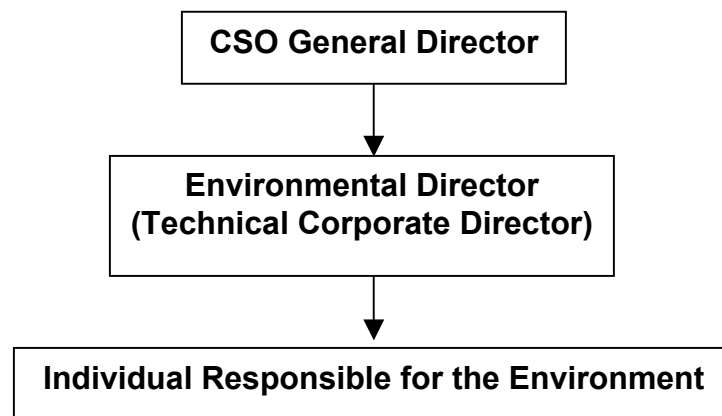 CSO General Director
Environmental Director
(Technical Corporate Director)
Individual Responsible for the Environment